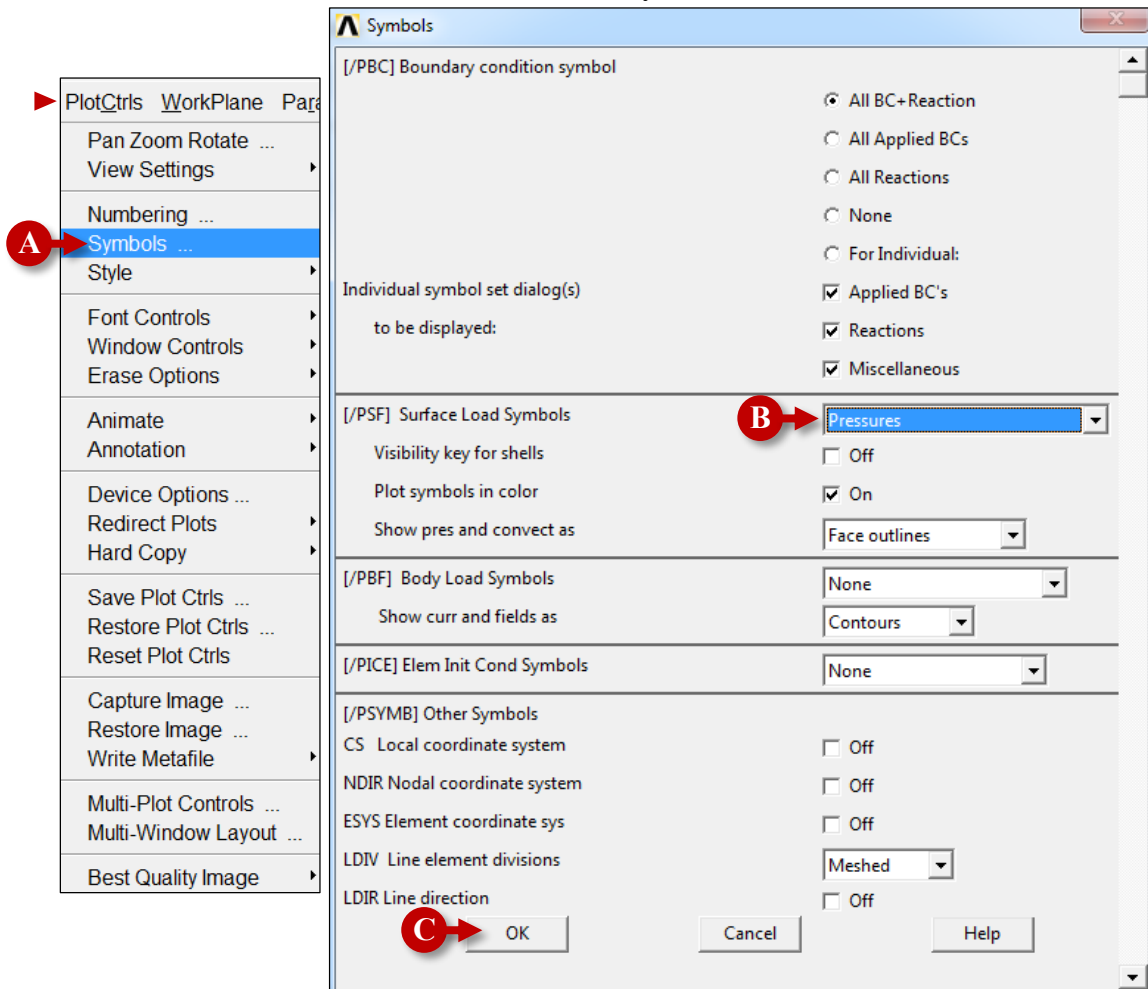 PlotCtrls WorkPlane Para
Pan Zoom Rotate ...
View Settings
Numbering ...
A
Symbols ...
Style
Font Controls
Window Controls
Erase Options
Animate
Annotation
Device Options ...
Redirect Plots
Hard Copy
Save Plot Ctrls ...
Restore Plot Ctrls ...
Reset Plot Ctrls
Capture Image ...
Restore Image ...
Write Metafile
Multi-Plot Controls ...
Multi-Window Layout ...
Best Quality Image
Symbols
[/PBC] Boundary condition symbol
All BC+Reaction
All Applied BCs
All Reactions
None
For Individual:
Individual symbol set dialog(s) Applied BC's
to be displayed: Reactions
Miscellaneous
[/PSF] Surface Load Symbols B Pressures
Visibility key for shells Off
Plot symbols in color On
Show pres and convect as Face outlines
[/PBF] Body Load Symbols None
Show curr and fields as Contours
[/PICE] Elem Init Cond Symbols None
[/PSYMB] Other Symbols
CS Local coordinate system Off
NDIR Nodal coordinate system Off
ESYS Element coordinate sys Off
LDIV Line element divisions Meshed
LDIR Line direction Off
C OK Cancel Help